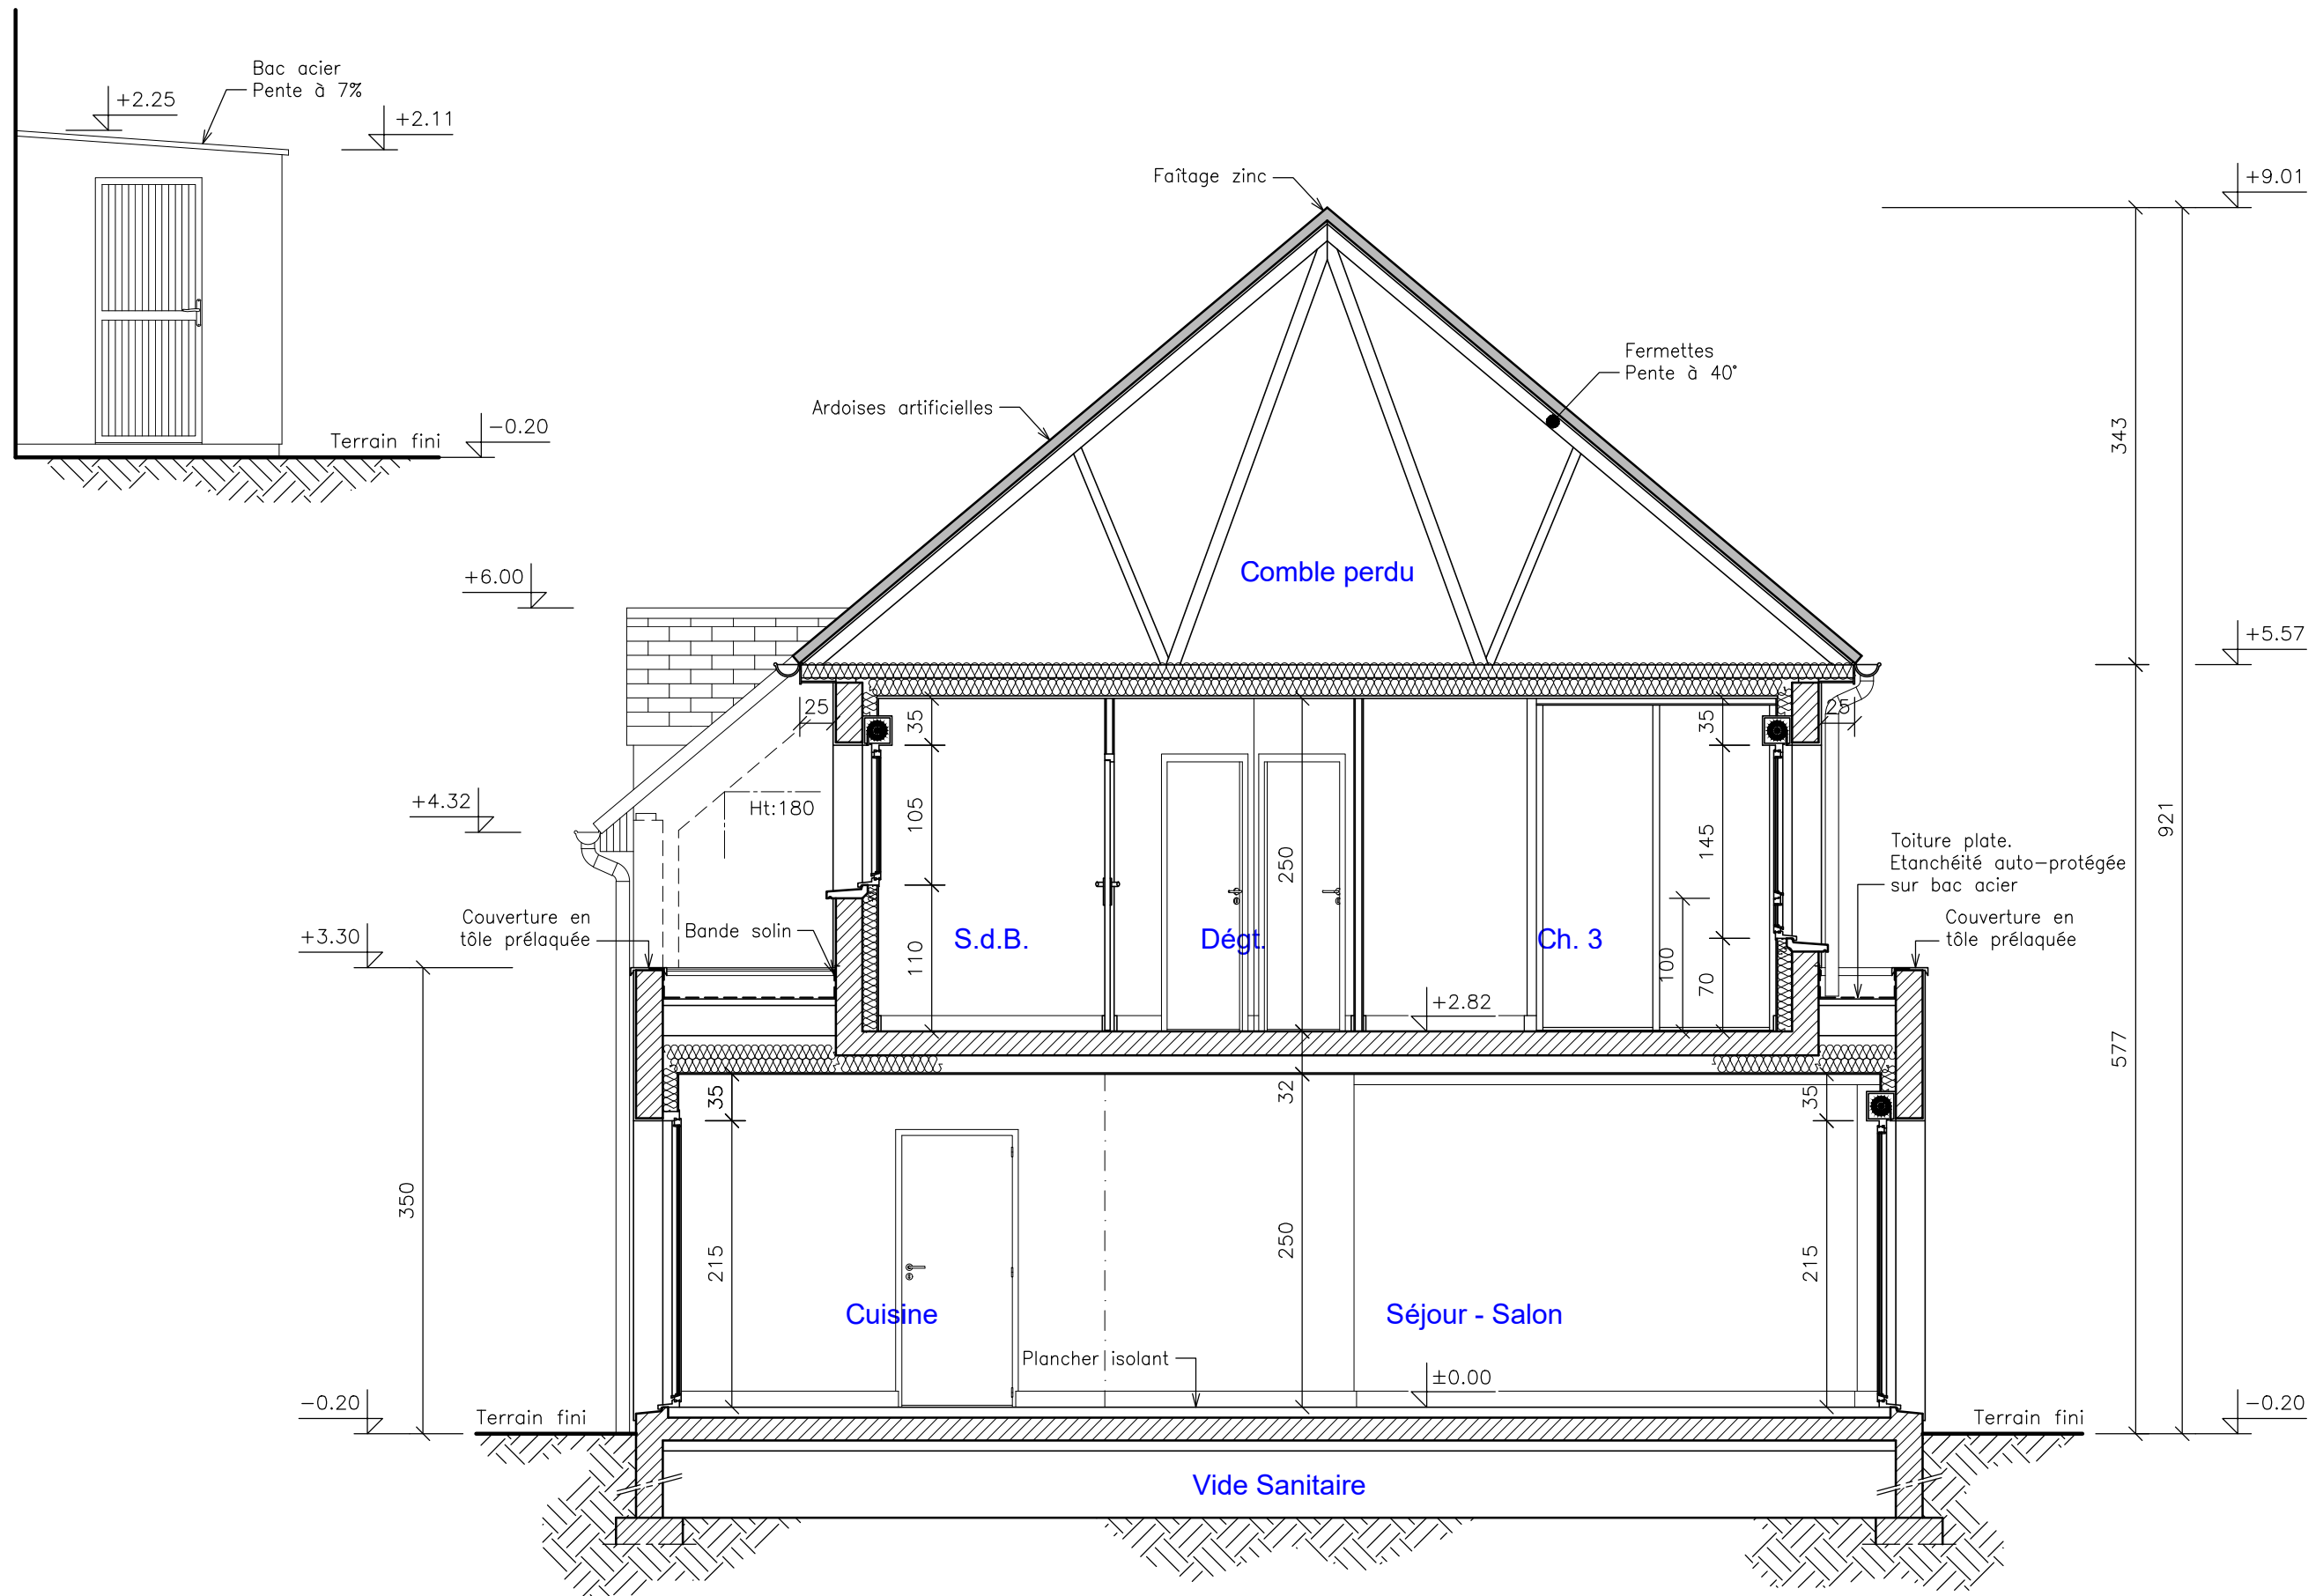 Bac acier
Pente à 7%
+2.25
+2.11
Terrain fini
-0.20
Faîtage zinc
+9.01
Fermettes
Pente à 40°
Ardoises artificielles
343
Comble perdu
+6.00
+5.57
25
35
35
25
+4.32
Ht:180
105
250
145
921
Toiture plate.
Etanchéité auto-protégée
sur bac acier
Couverture en
tôle prélaquée
Bande solin
+3.30
S.d.B.
Dégt.
Ch. 3
Couverture en
tôle prélaquée
110
100
70
+2.82
577
35
32
35
350
215
250
215
Cuisine
Séjour - Salon
Plancher isolant
±0.00
-0.20
Terrain fini
Terrain fini
-0.20
Vide Sanitaire